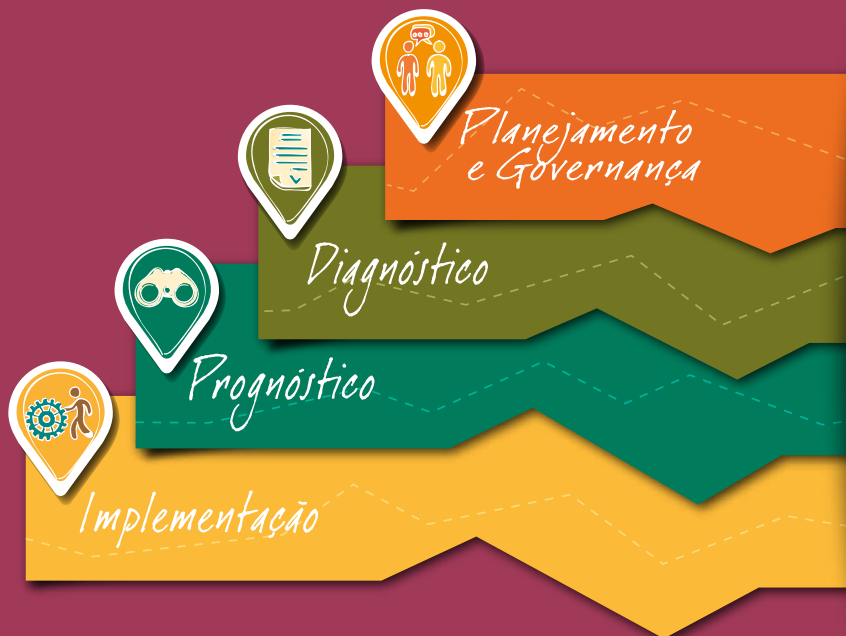 Planejamento
e Governança
Diagnóstico
Prognóstico
Implementação